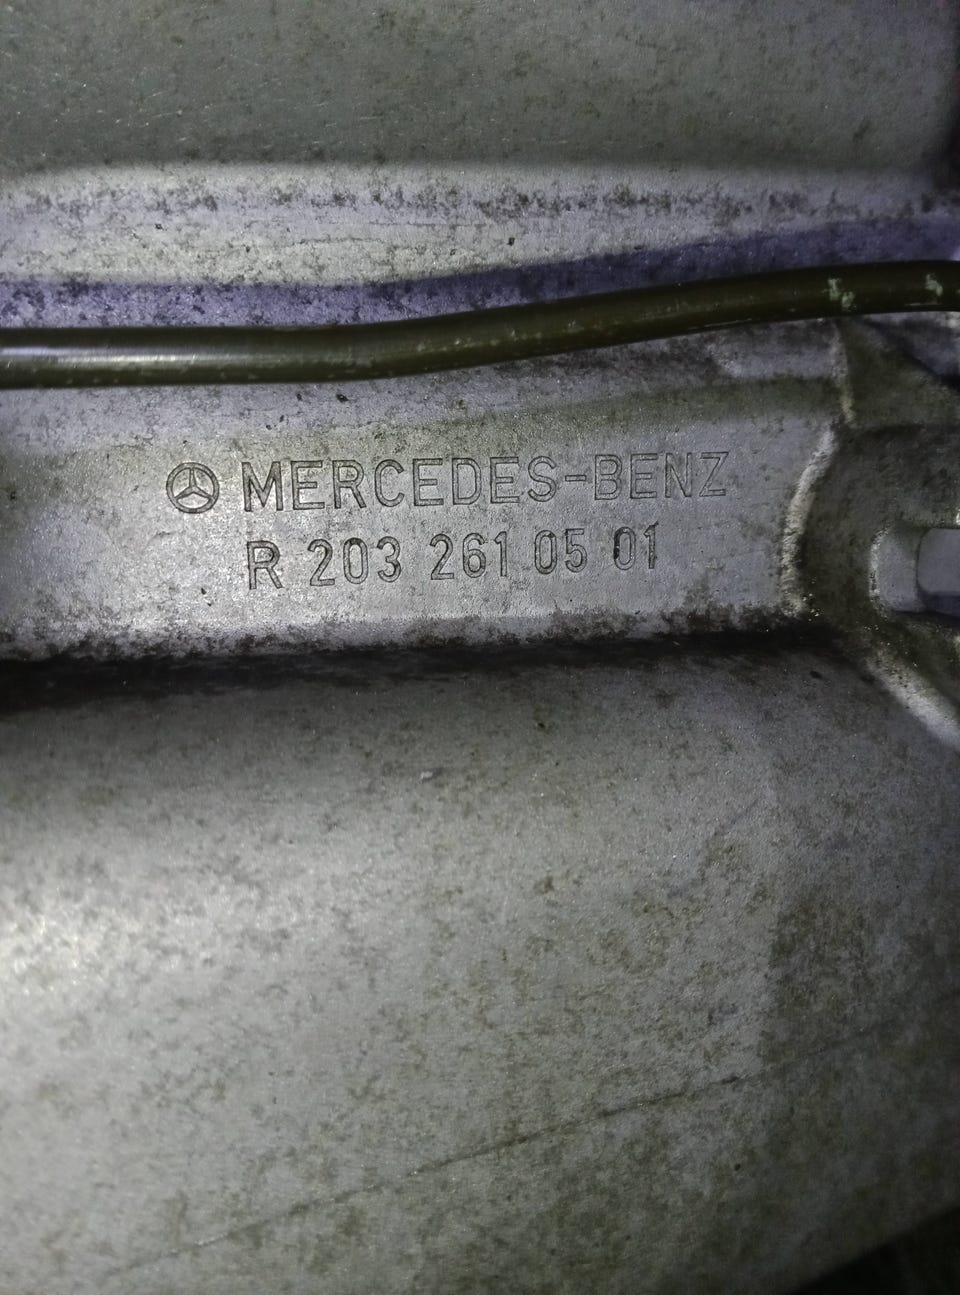 MERCEDES-BENZ
R 203 261 05 01